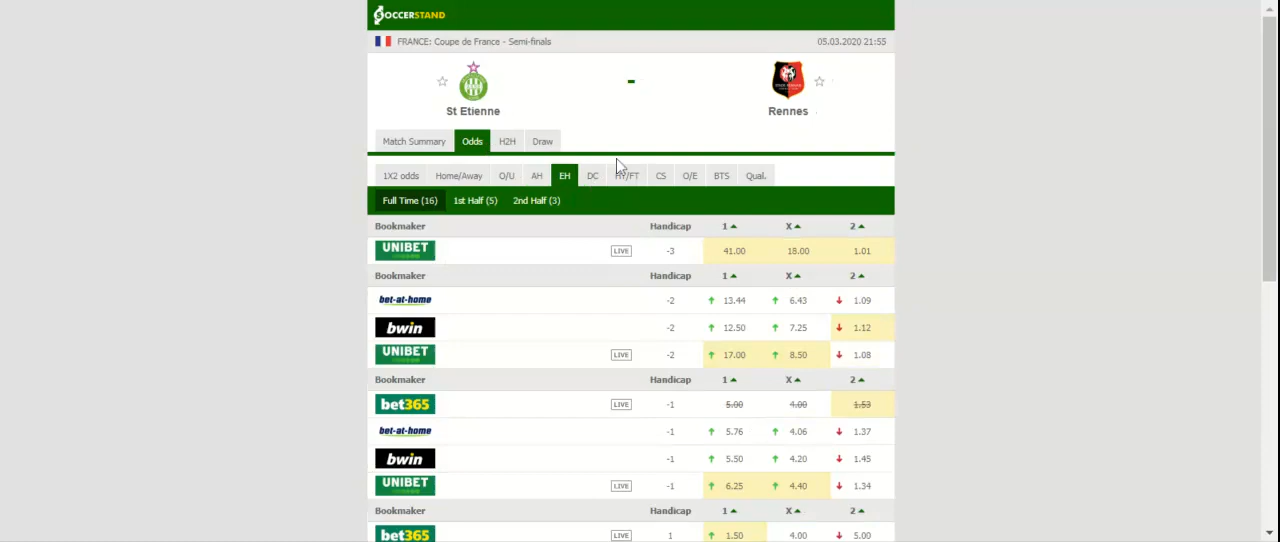 SOCCERSTAND
FRANCE: Coupe de France - Semi-finals 05.03.2020 21:55
-
St Etienne Rennes
Match Summary Odds H2H Draw
1X2 odds Home/Away O/U AH EH DC HT/FT CS O/E BTS Qual.
Full Time (16) 1st Half (5) 2nd Half (3)
Bookmaker Handicap 1 X 2
UNIBET LIVE -3 41.00 18.00 1.01
Bookmaker Handicap 1 X 2
bet-at-home -2 13.44 6.43 1.09
bwin -2 12.50 7.25 1.12
UNIBET LIVE -2 17.00 8.50 1.08
Bookmaker Handicap 1 X 2
bet365 LIVE -1 5.00 4.00 1.53
bet-at-home -1 5.76 4.06 1.37
bwin -1 5.50 4.20 1.45
UNIBET LIVE -1 6.25 4.40 1.34
Bookmaker Handicap 1 X 2
bet365 LIVE 1 1.50 4.00 5.00